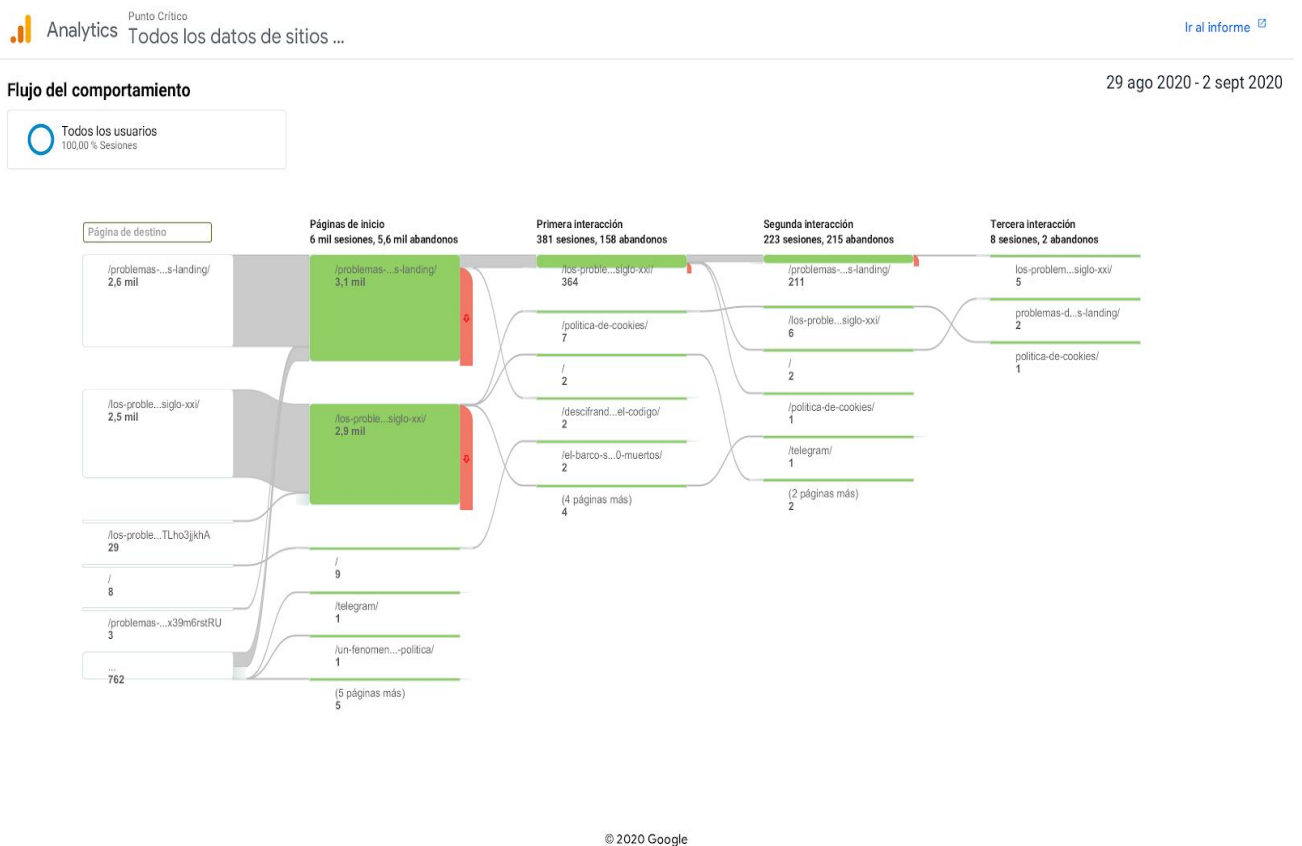 Analytics
Punto Crítico
Todos los datos de sitios ...
Ir al informe
Flujo del comportamiento
29 ago 2020 - 2 sept 2020
Todos los usuarios
100,00 % Sesiones
Página de destino
/problemas-...s-landing/
2,6 mil
/los-proble...siglo-xxi/
2,5 mil
/los-proble...TLho3jjkhA
29
/
8
/problemas-...x39m6rstRU
3
...
762
Páginas de inicio
6 mil sesiones, 5,6 mil abandonos
/problemas-...s-landing/
3,1 mil
/los-proble...siglo-xxi/
2,9 mil
/
9
/telegram/
1
/un-fenomen...-politica/
1
(5 páginas más)
5
Primera interacción
381 sesiones, 158 abandonos
/los-proble...siglo-xxi/
364
/politica-de-cookies/
7
/
2
/descifrand...el-codigo/
2
/el-barco-s...0-muertos/
2
(4 páginas más)
4
Segunda interacción
223 sesiones, 215 abandonos
/problemas-...s-landing/
211
/los-proble...siglo-xxi/
6
/
2
/politica-de-cookies/
1
/telegram/
1
(2 páginas más)
2
Tercera interacción
8 sesiones, 2 abandonos
los-problem...siglo-xxi/
5
problemas-d...s-landing/
2
politica-de-cookies/
1
© 2020 Google